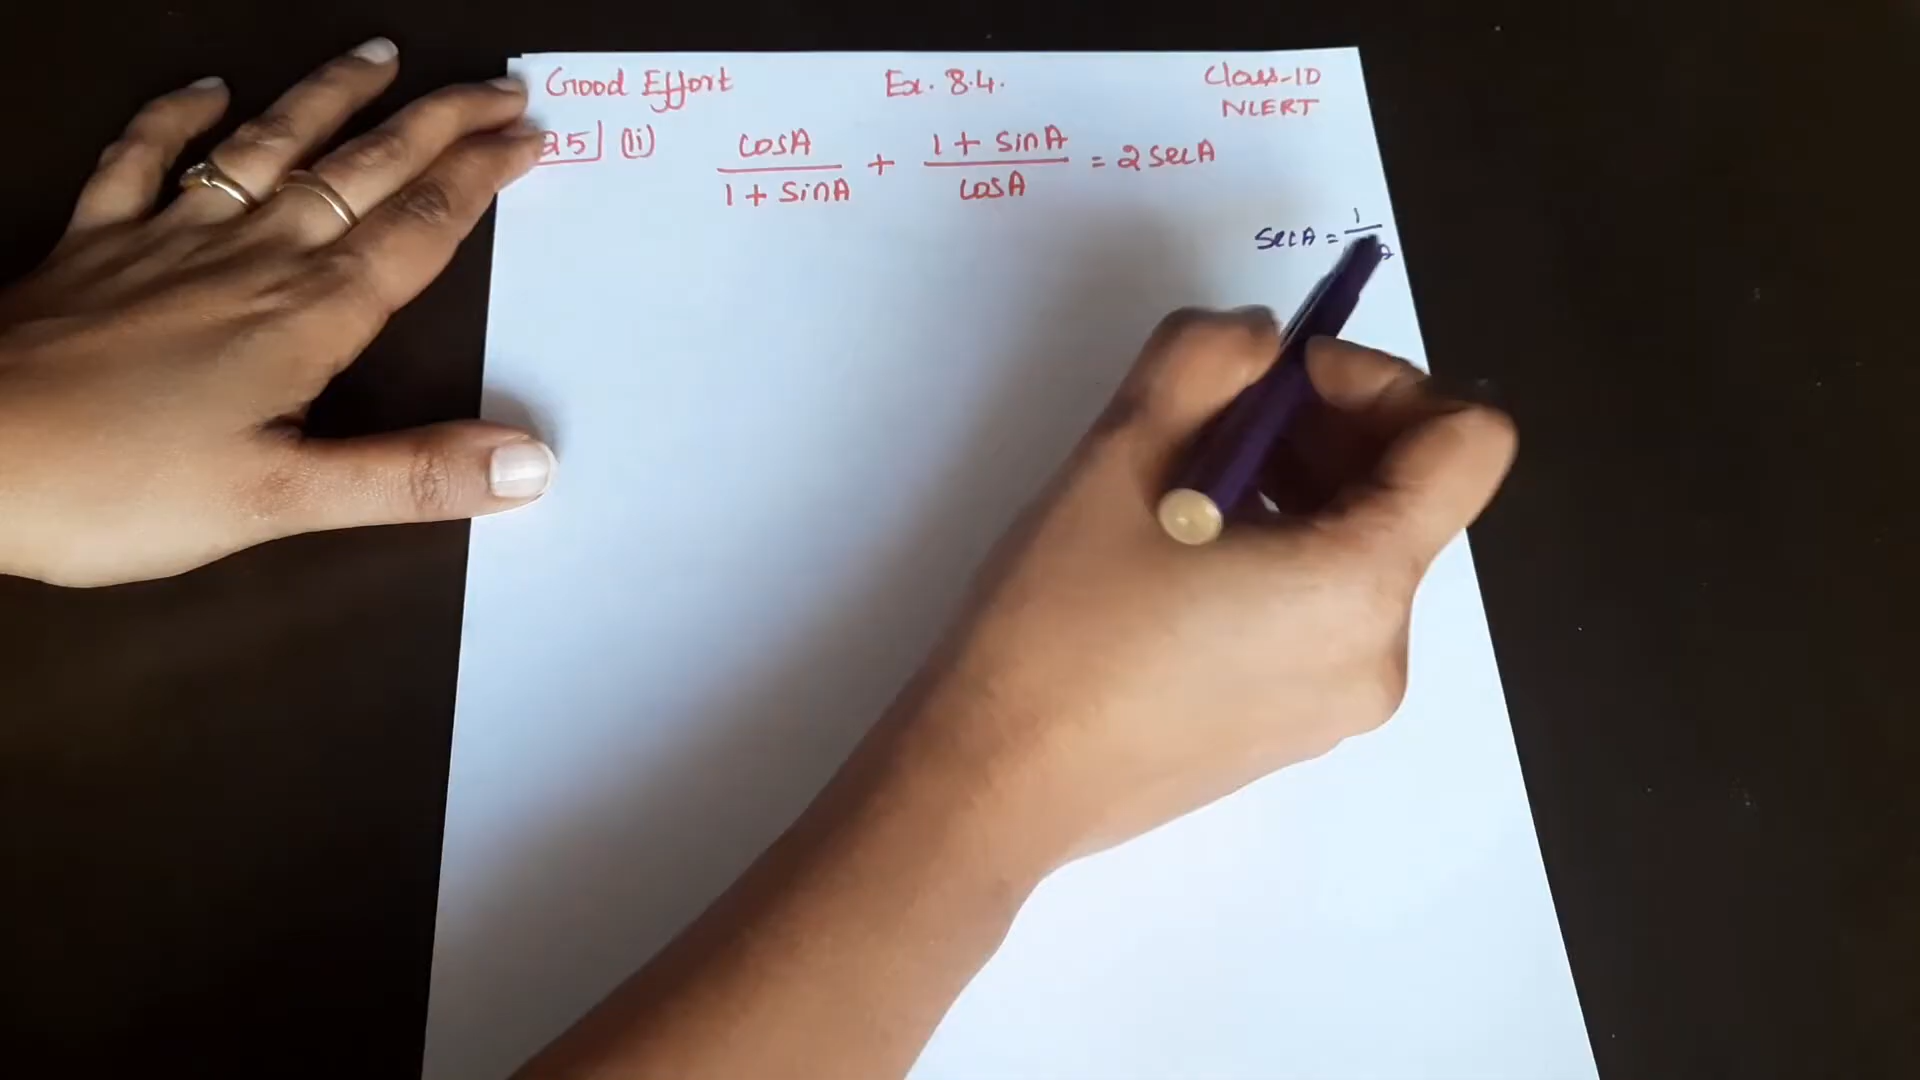 Good Effort Ex. 8.4. Class-10
NCERT
25 (ii) cosA / 1 + sinA + 1 + sinA / cosA = 2 secA
secA = 1 /